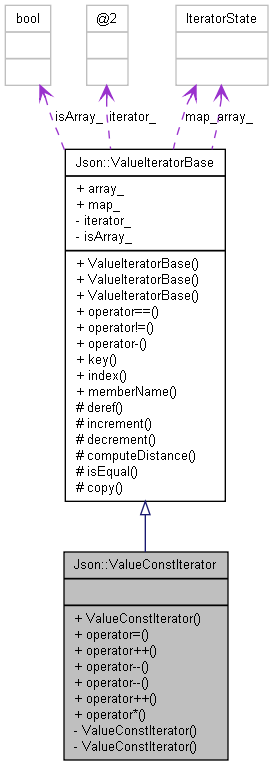 bool
@2
IteratorState
isArray_
iterator_
map_
array_
Json::ValueIteratorBase
+ array_
+ map_
- iterator_
- isArray_
+ ValueIteratorBase()
+ ValueIteratorBase()
+ ValueIteratorBase()
+ operator==()
+ operator!=()
+ operator-()
+ key()
+ index()
+ memberName()
# deref()
# increment()
# decrement()
# computeDistance()
# isEqual()
# copy()
Json::ValueConstIterator
+ ValueConstIterator()
+ operator=()
+ operator++()
+ operator--()
+ operator--()
+ operator++()
+ operator*()
- ValueConstIterator()
- ValueConstIterator()